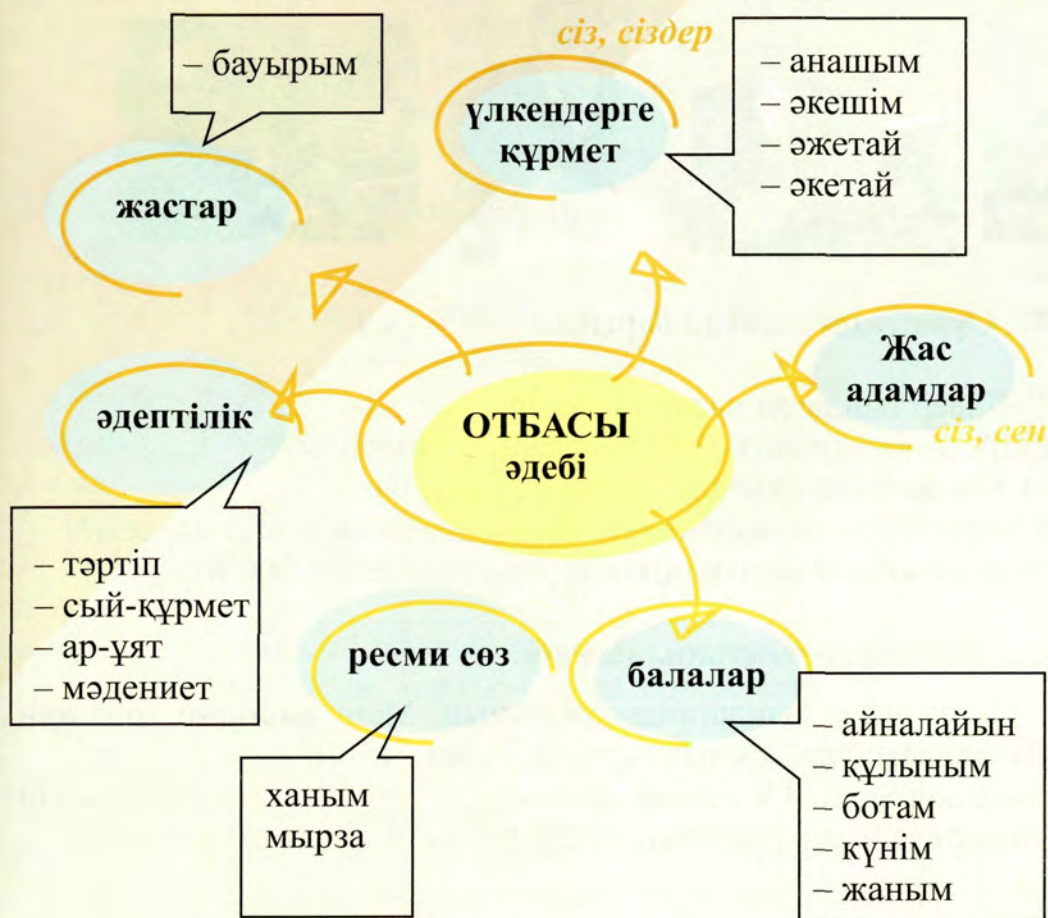 сіз, сіздер
– бауырым
үлкендерге
құрмет
– анашым
– әкешім
– әжетай
– әкетай
жастар
Жас
адамдар
сіз, сен
әдептілік
ОТБАСЫ
әдебі
– тәртіп
– сый-құрмет
– ар-ұят
– мәдениет
ресми сөз
балалар
ханым
мырза
– айналайын
– құлыным
– ботам
– күнім
– жаным